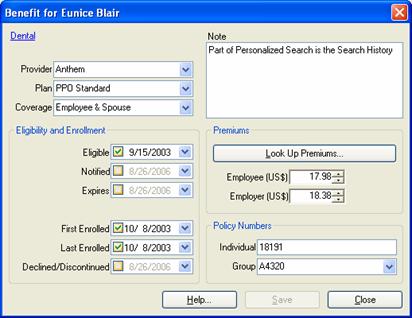 Benefit for Eunice Blair
Dental
Note
Part of Personalized Search is the Search History
Provider Anthem
Plan PPO Standard
Coverage Employee & Spouse
Eligibility and Enrollment
Eligible 9/15/2003
Notified 8/26/2006
Expires 8/26/2006
First Enrolled 10/ 8/2003
Last Enrolled 10/ 8/2003
Declined/Discontinued 8/26/2006
Premiums
Look Up Premiums...
Employee (US$) 17.98
Employer (US$) 18.38
Policy Numbers
Individual 18191
Group A4320
Help... Save Close